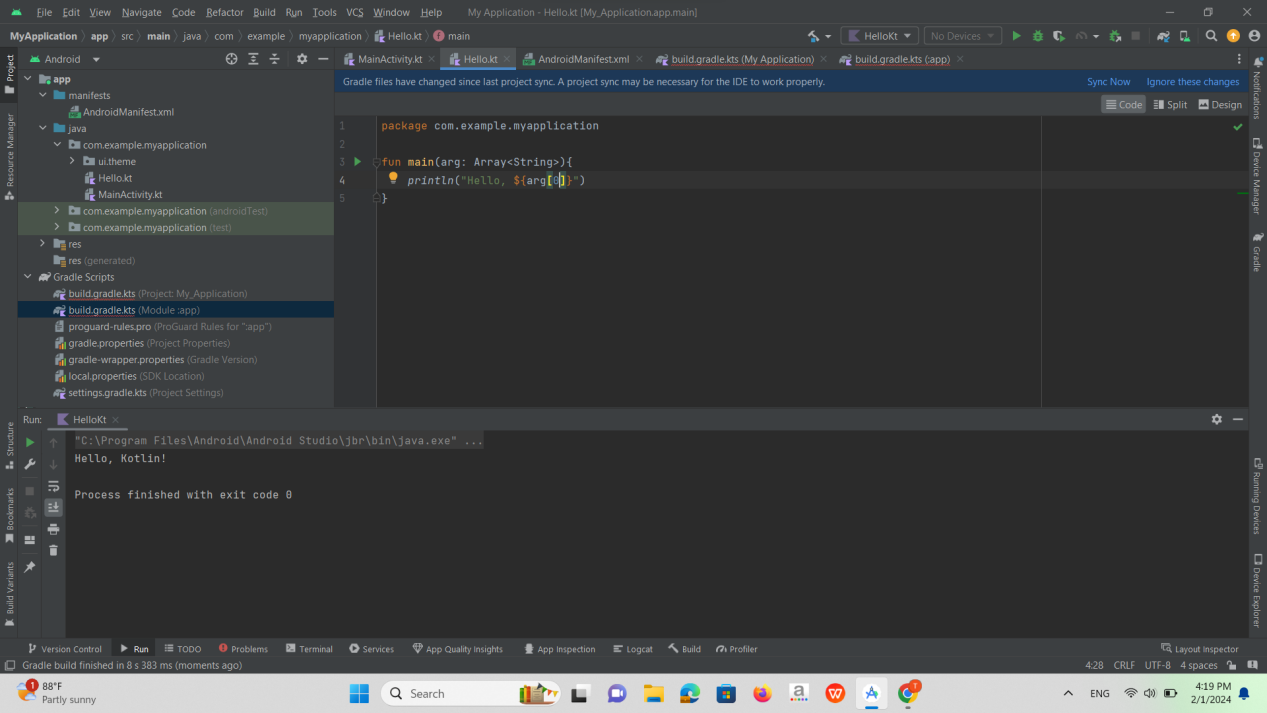 File Edit View Navigate Code Refactor Build Run Tools VCS Window Help My Application - Hello.kt [My_Application.app.main]
MyApplication app src main java com example myapplication Hello.kt main HelloKt No Devices
Project
Android
MainActivity.kt Hello.kt AndroidManifest.xml build.gradle.kts (My Application) build.gradle.kts (app)
Gradle files have changed since last project sync. A project sync may be necessary for the IDE to work properly. Sync Now Ignore these changes
Code Split Design
app
manifests
AndroidManifest.xml
java
com.example.myapplication
ui.theme
Hello.kt
MainActivity.kt
com.example.myapplication (androidTest)
com.example.myapplication (test)
res
res (generated)
Gradle Scripts
build.gradle.kts (Project: My_Application)
build.gradle.kts (Module :app)
proguard-rules.pro (ProGuard Rules for ":app")
gradle.properties (Project Properties)
gradle-wrapper.properties (Gradle Version)
local.properties (SDK Location)
settings.gradle.kts (Project Settings)
1 package com.example.myapplication
2
3 fun main(arg: Array<String>){
4 println("Hello, ${arg[0]}")
5 }
Resource Manager
Structure
Bookmarks
Build Variants
Notifications
Device Manager
Gradle
Running Devices
Device Explorer
Run: HelloKt
"C:\Program Files\Android\Android Studio\jbr\bin\java.exe" ...
Hello, Kotlin!
Process finished with exit code 0
Version Control Run TODO Problems Terminal Services App Quality Insights App Inspection Logcat Build Profiler Layout Inspector
Gradle build finished in 8 s 383 ms (moments ago) 4:28 CRLF UTF-8 4 spaces
1 88°F
Partly sunny
Search
T
ENG
4:19 PM
2/1/2024